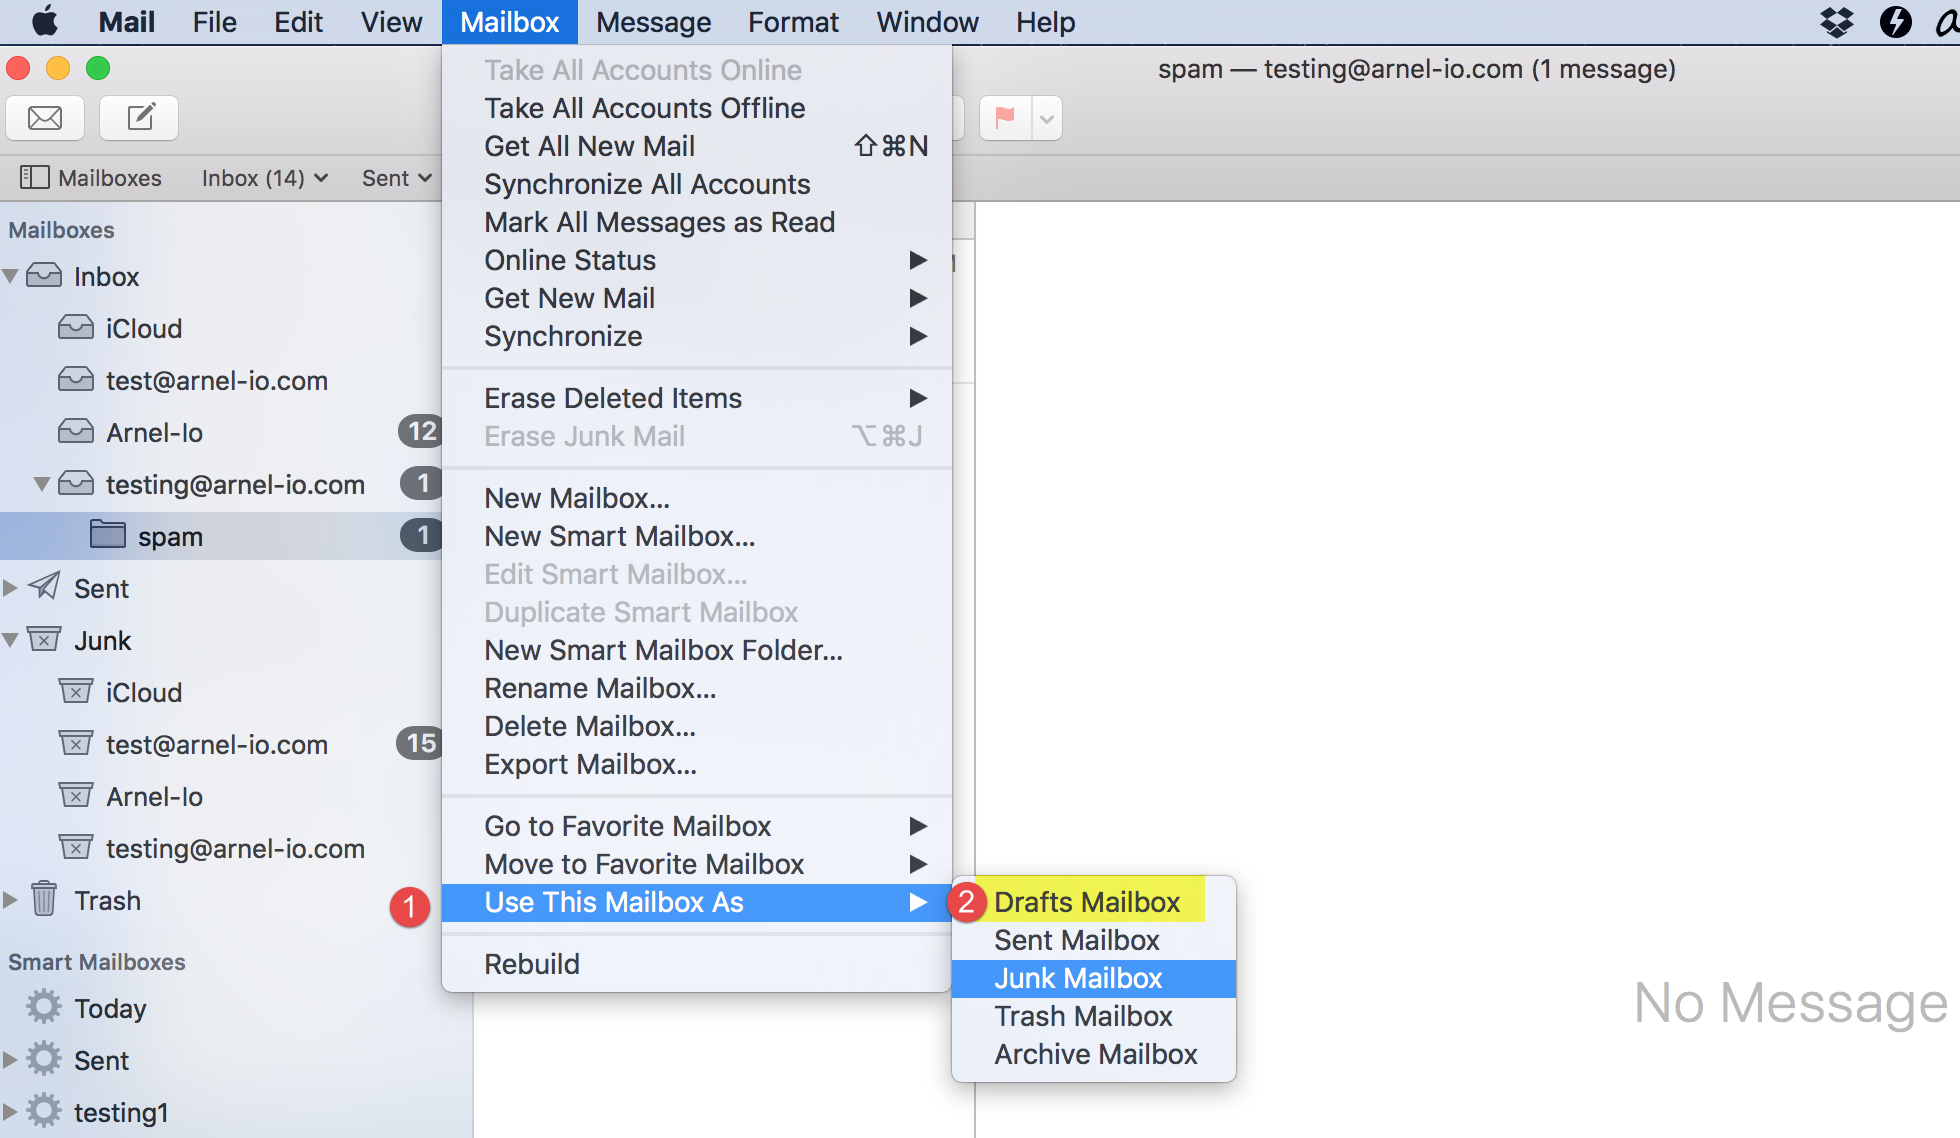 Mail File Edit View Mailbox Message Format Window Help
spam — testing@arnel-io.com (1 message)
Mailboxes Inbox (14) Sent
Mailboxes
Inbox
iCloud
test@arnel-io.com
Arnel-Io 12
testing@arnel-io.com 1
spam 1
Sent
Junk
iCloud
test@arnel-io.com 15
Arnel-Io
testing@arnel-io.com
Trash
Smart Mailboxes
Today
Sent
testing1
Take All Accounts Online
Take All Accounts Offline
Get All New Mail ⇧⌘N
Synchronize All Accounts
Mark All Messages as Read
Online Status
Get New Mail
Synchronize
Erase Deleted Items
Erase Junk Mail ⌥⌘J
New Mailbox...
New Smart Mailbox...
Edit Smart Mailbox...
Duplicate Smart Mailbox
New Smart Mailbox Folder...
Rename Mailbox...
Delete Mailbox...
Export Mailbox...
Go to Favorite Mailbox
Move to Favorite Mailbox
1 Use This Mailbox As
Rebuild
2 Drafts Mailbox
Sent Mailbox
Junk Mailbox
Trash Mailbox
Archive Mailbox
No Message